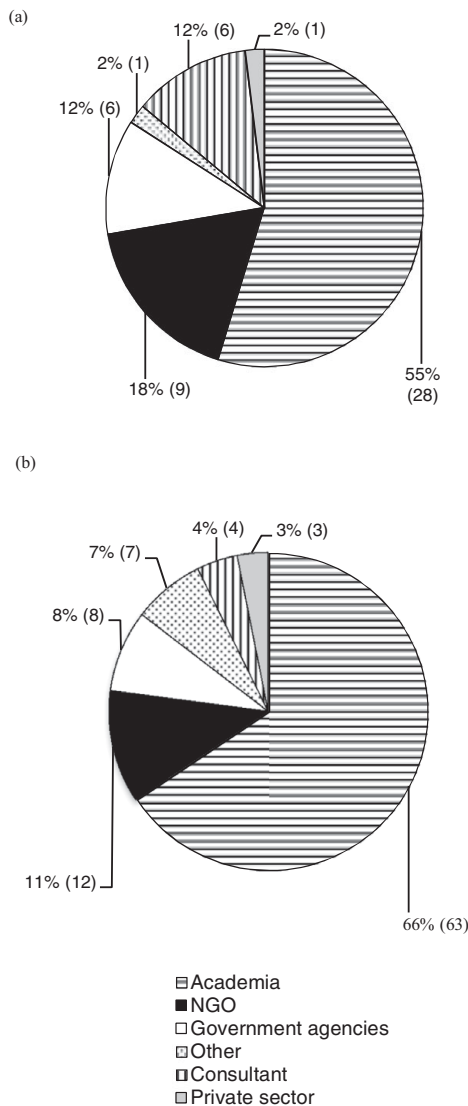 (a)
12% (6)
2% (1)
2% (1)
12% (6)
18% (9)
55%
(28)
(b)
4% (4)
3% (3)
7% (7)
8% (8)
11% (12)
66% (63)
Academia
NGO
Government agencies
Other
Consultant
Private sector